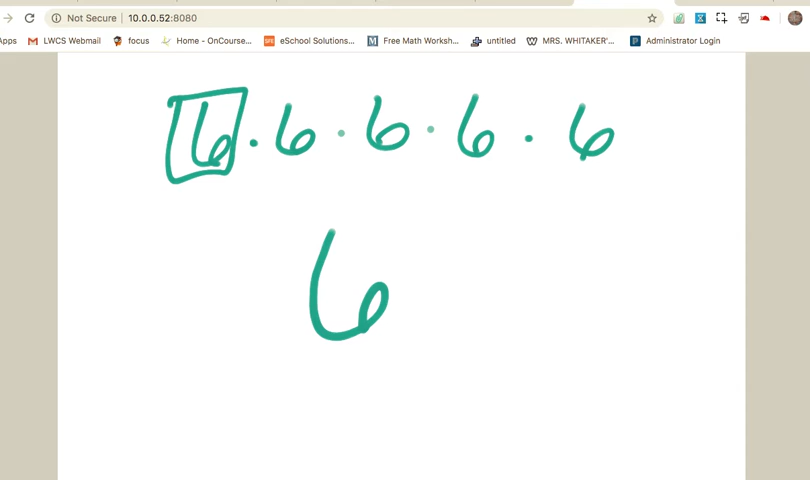 Not Secure | 10.0.0.52:8080
Apps LWCS Webmail focus Home - OnCourse... eSchool Solutions... Free Math Worksh... untitled MRS. WHITAKER'... Administrator Login
6 · 6 · 6 · 6 · 6
6